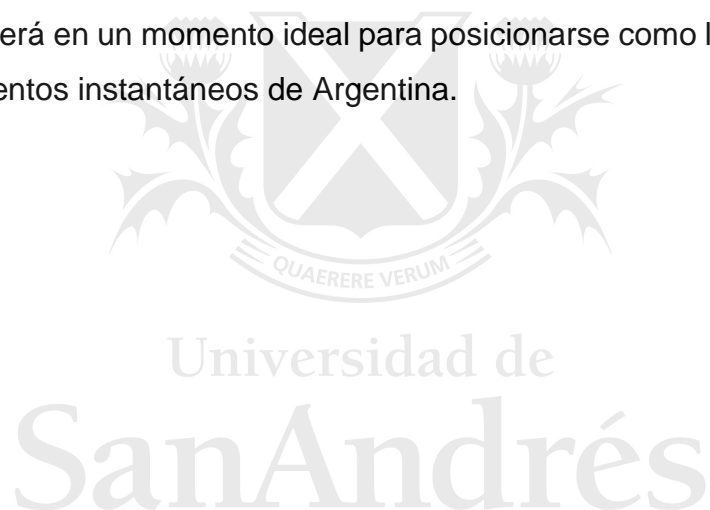 erá en un momento ideal para posicionarse como l
entos instantáneos de Argentina.
QUAERERE VERUM
Universidad de
SanAndrés